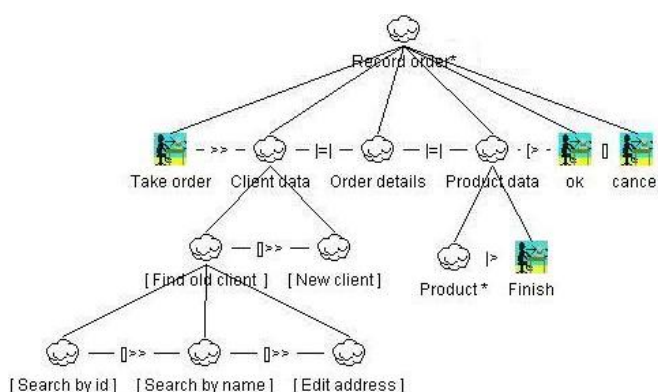 Record order*
- >> - |=| - |=| - [> - []
Take order Client data Order details Product data ok cance
- []>> - |>
[ Find old client ] [ New client ] Product * Finish
- []>> - - []>> -
[ Search by id ] [ Search by name ] [ Edit address ]